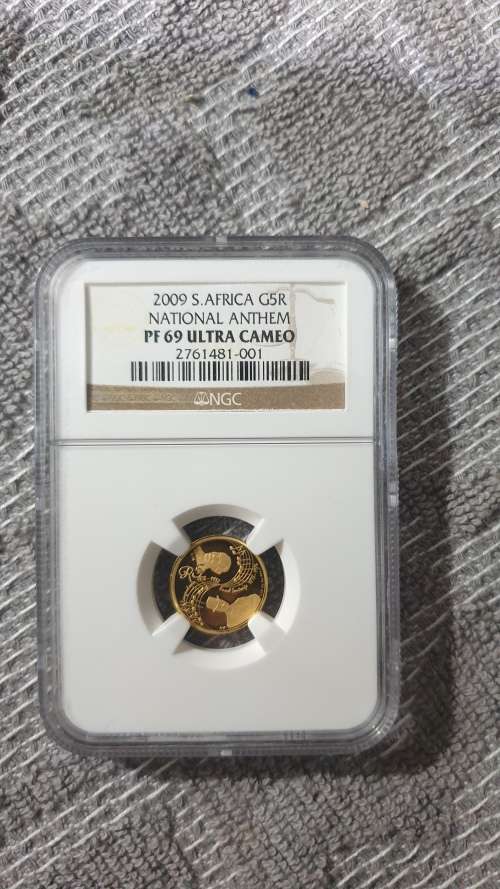 2009 S.AFRICA G5R
NATIONAL ANTHEM
PF 69 ULTRA CAMEO
2761481-001
NGC